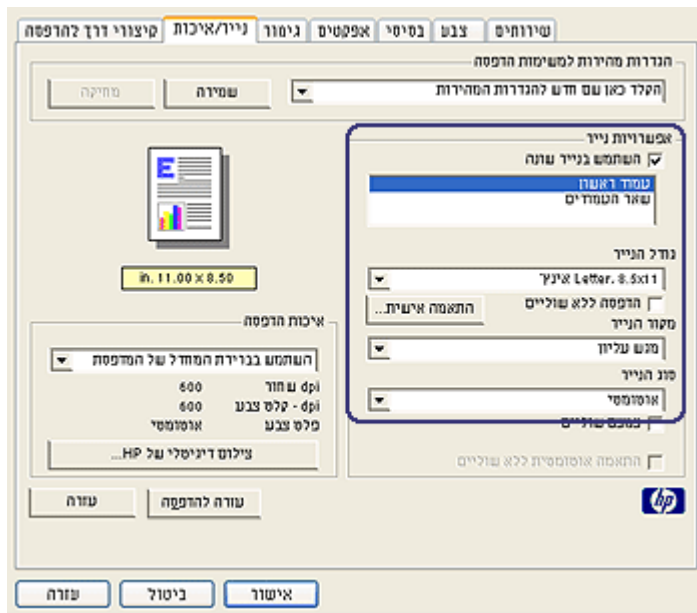 שירותים צבע בסיסי אפקטים גימור נייר/איכות קיצורי דרך להדפסה
הגדרות מהירות למשימות הדפסה
הקלד כאן שם חדש להגדרות המהירות שמירה מחיקה
אפשרויות נייר
השתמש בנייר שונה
עמוד ראשון
שאר העמודים
גודל הנייר
Letter. 8.5x11 אינץ'
הדפסה ללא שוליים התאמה אישית...
מקור הנייר
מגש עליון
סוג הנייר
אוטומטי
התאמה אוטומטית ללא שוליים
E
in. 11.00 × 8.50
איכות הדפסה
השתמש בברירת המחדל של המדפסת
dpi שחור 600
dpi - קלט צבע 600
פלט צבע אוטומטי
צילום דיגיטלי של HP...
hp
עזרה להדפסה עזרה
אישור ביטול עזרה